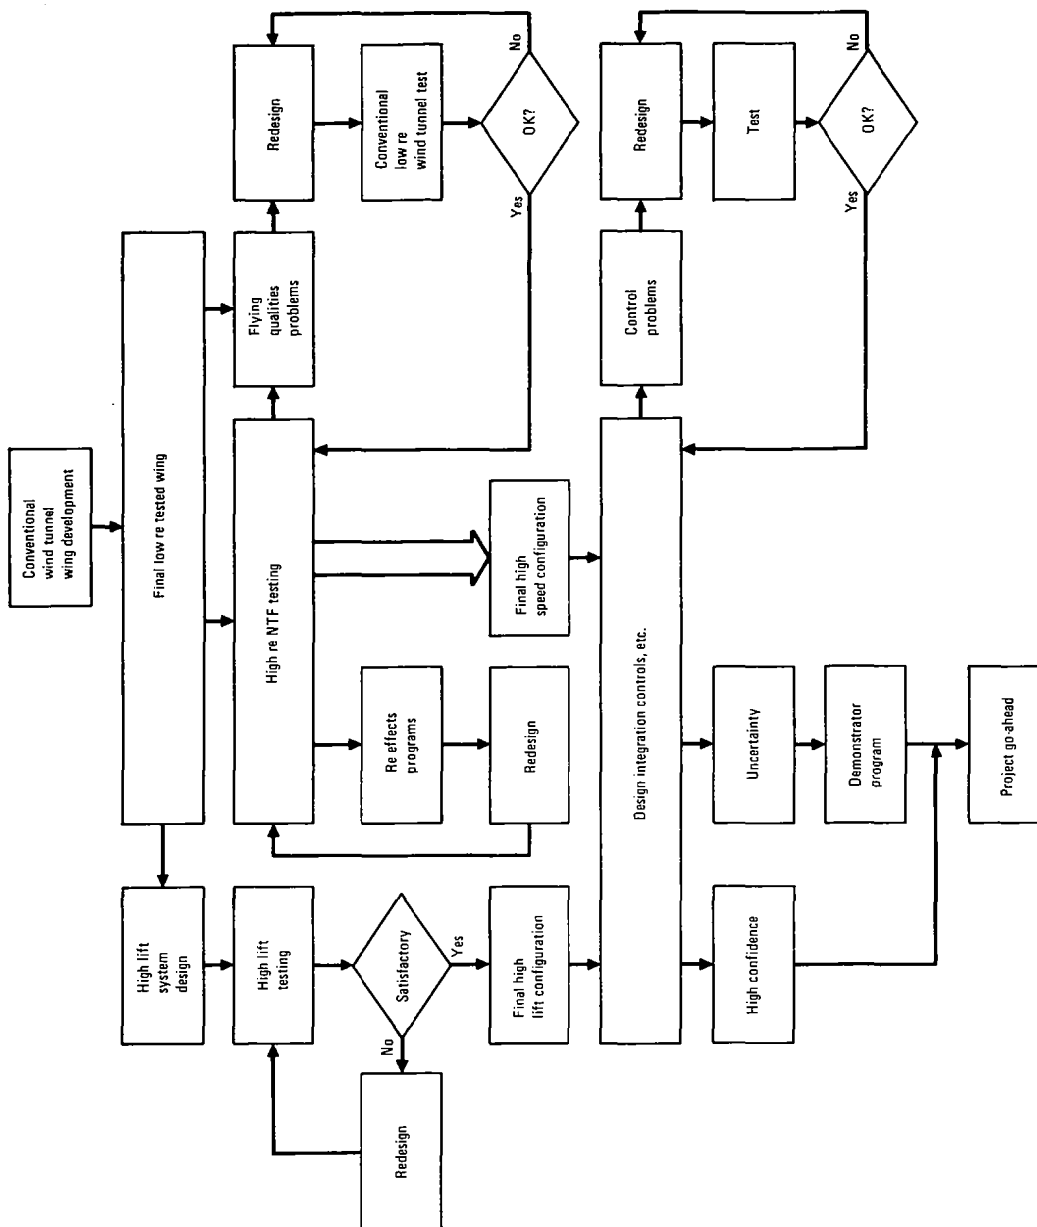 Conventional
wind tunnel
wing development
Final low re tested wing
High lift
system
design
High lift
testing
Satisfactory
No
Yes
Redesign
Final high
lift configuration
High re NTF testing
Re effects
programs
Redesign
Final high
speed configuration
Flying
qualities
problems
Redesign
Conventional
low re
wind tunnel test
OK?
No
Yes
Design integration controls, etc.
Control
problems
Redesign
Test
OK?
No
Yes
High confidence
Uncertainty
Demonstrator
program
Project go-ahead